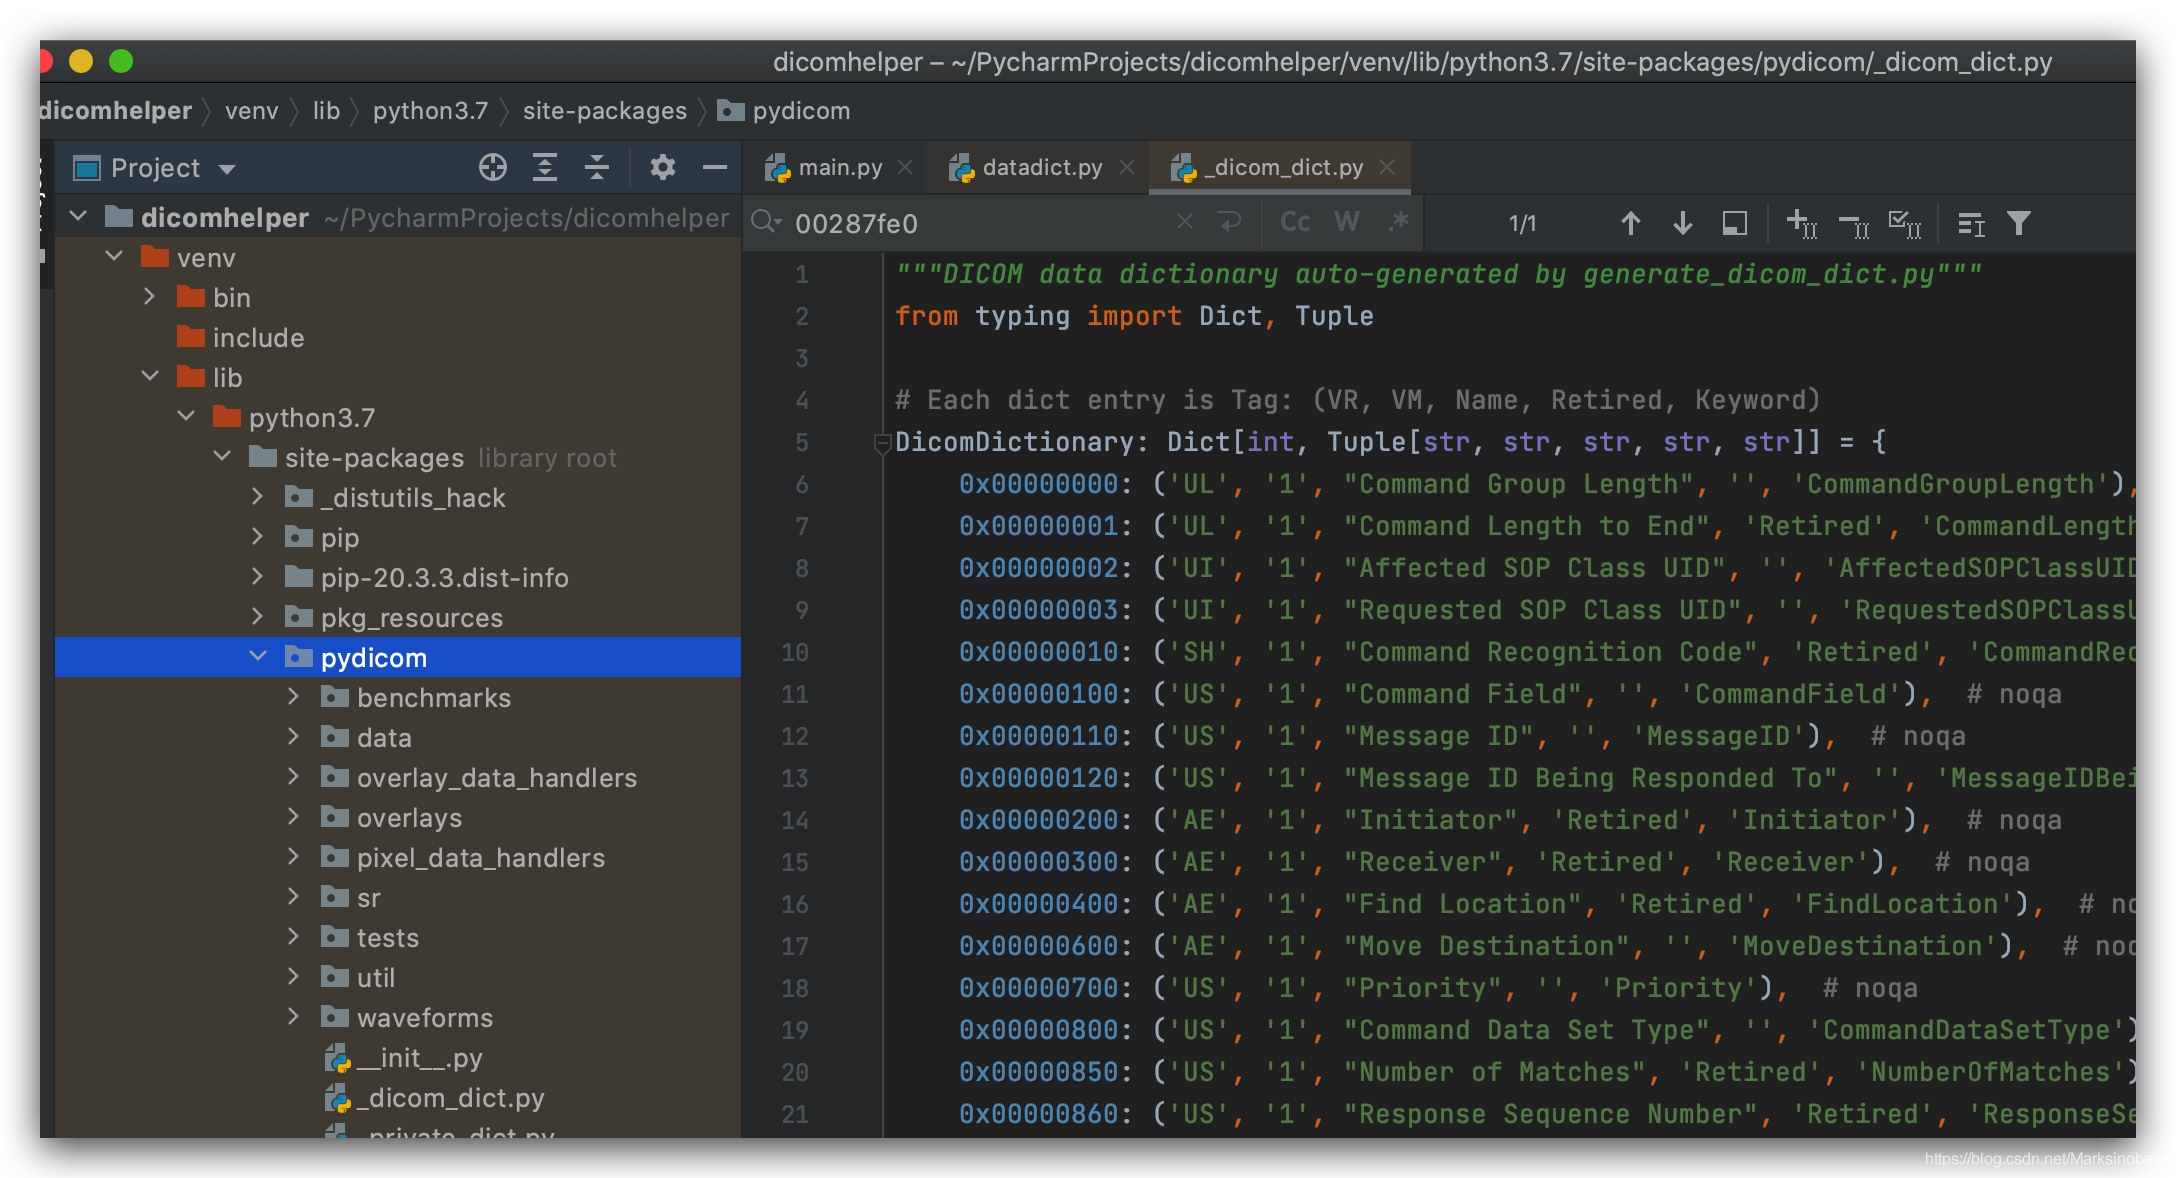 dicomhelper – ~/PycharmProjects/dicomhelper/venv/lib/python3.7/site-packages/pydicom/_dicom_dict.py
dicomhelper venv lib python3.7 site-packages pydicom
Project
dicomhelper ~/PycharmProjects/dicomhelper
venv
bin
include
lib
python3.7
site-packages library root
_distutils_hack
pip
pip-20.3.3.dist-info
pkg_resources
pydicom
benchmarks
data
overlay_data_handlers
overlays
pixel_data_handlers
sr
tests
util
waveforms
__init__.py
_dicom_dict.py
_private_dict.py
main.py datadict.py _dicom_dict.py
00287fe0 Cc W .* 1/1
1 """DICOM data dictionary auto-generated by generate_dicom_dict.py"""
2 from typing import Dict, Tuple
3
4 # Each dict entry is Tag: (VR, VM, Name, Retired, Keyword)
5 DicomDictionary: Dict[int, Tuple[str, str, str, str, str]] = {
6 0x00000000: ('UL', '1', "Command Group Length", '', 'CommandGroupLength'),
7 0x00000001: ('UL', '1', "Command Length to End", 'Retired', 'CommandLength
8 0x00000002: ('UI', '1', "Affected SOP Class UID", '', 'AffectedSOPClassUID
9 0x00000003: ('UI', '1', "Requested SOP Class UID", '', 'RequestedSOPClassU
10 0x00000010: ('SH', '1', "Command Recognition Code", 'Retired', 'CommandRec
11 0x00000100: ('US', '1', "Command Field", '', 'CommandField'), # noqa
12 0x00000110: ('US', '1', "Message ID", '', 'MessageID'), # noqa
13 0x00000120: ('US', '1', "Message ID Being Responded To", '', 'MessageIDBei
14 0x00000200: ('AE', '1', "Initiator", 'Retired', 'Initiator'), # noqa
15 0x00000300: ('AE', '1', "Receiver", 'Retired', 'Receiver'), # noqa
16 0x00000400: ('AE', '1', "Find Location", 'Retired', 'FindLocation'), # no
17 0x00000600: ('AE', '1', "Move Destination", '', 'MoveDestination'), # noq
18 0x00000700: ('US', '1', "Priority", '', 'Priority'), # noqa
19 0x00000800: ('US', '1', "Command Data Set Type", '', 'CommandDataSetType')
20 0x00000850: ('US', '1', "Number of Matches", 'Retired', 'NumberOfMatches')
21 0x00000860: ('US', '1', "Response Sequence Number", 'Retired', 'ResponseSe
https://blog.csdn.net/Marksinoberg